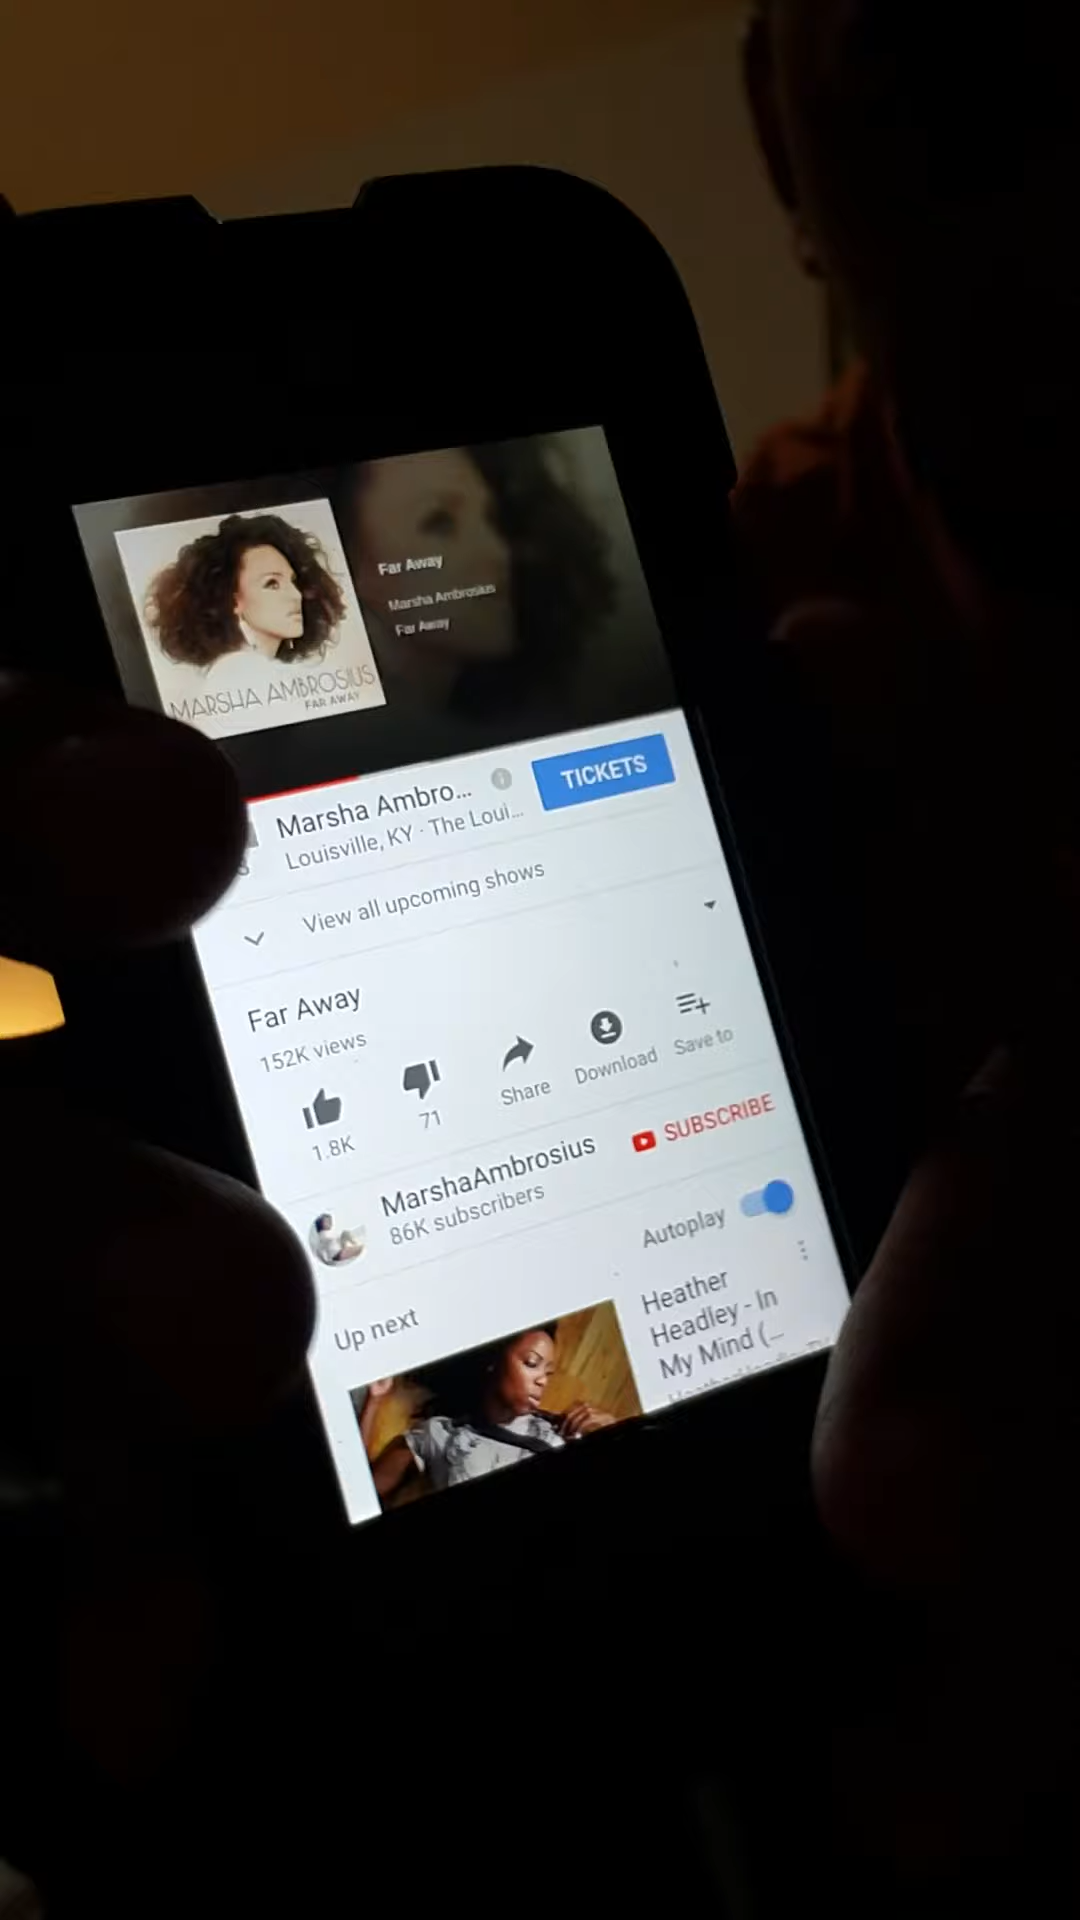 Far Away
Marsha Ambrosius
Far Away
MARSHA AMBROSIUS
FAR AWAY
Marsha Ambro...
TICKETS
Louisville, KY · The Loui...
View all upcoming shows
Far Away
152K views
1.8K
71
Share
Download
Save to
MarshaAmbrosius
86K subscribers
SUBSCRIBE
Autoplay
Up next
Heather
Headley - In
My Mind (...